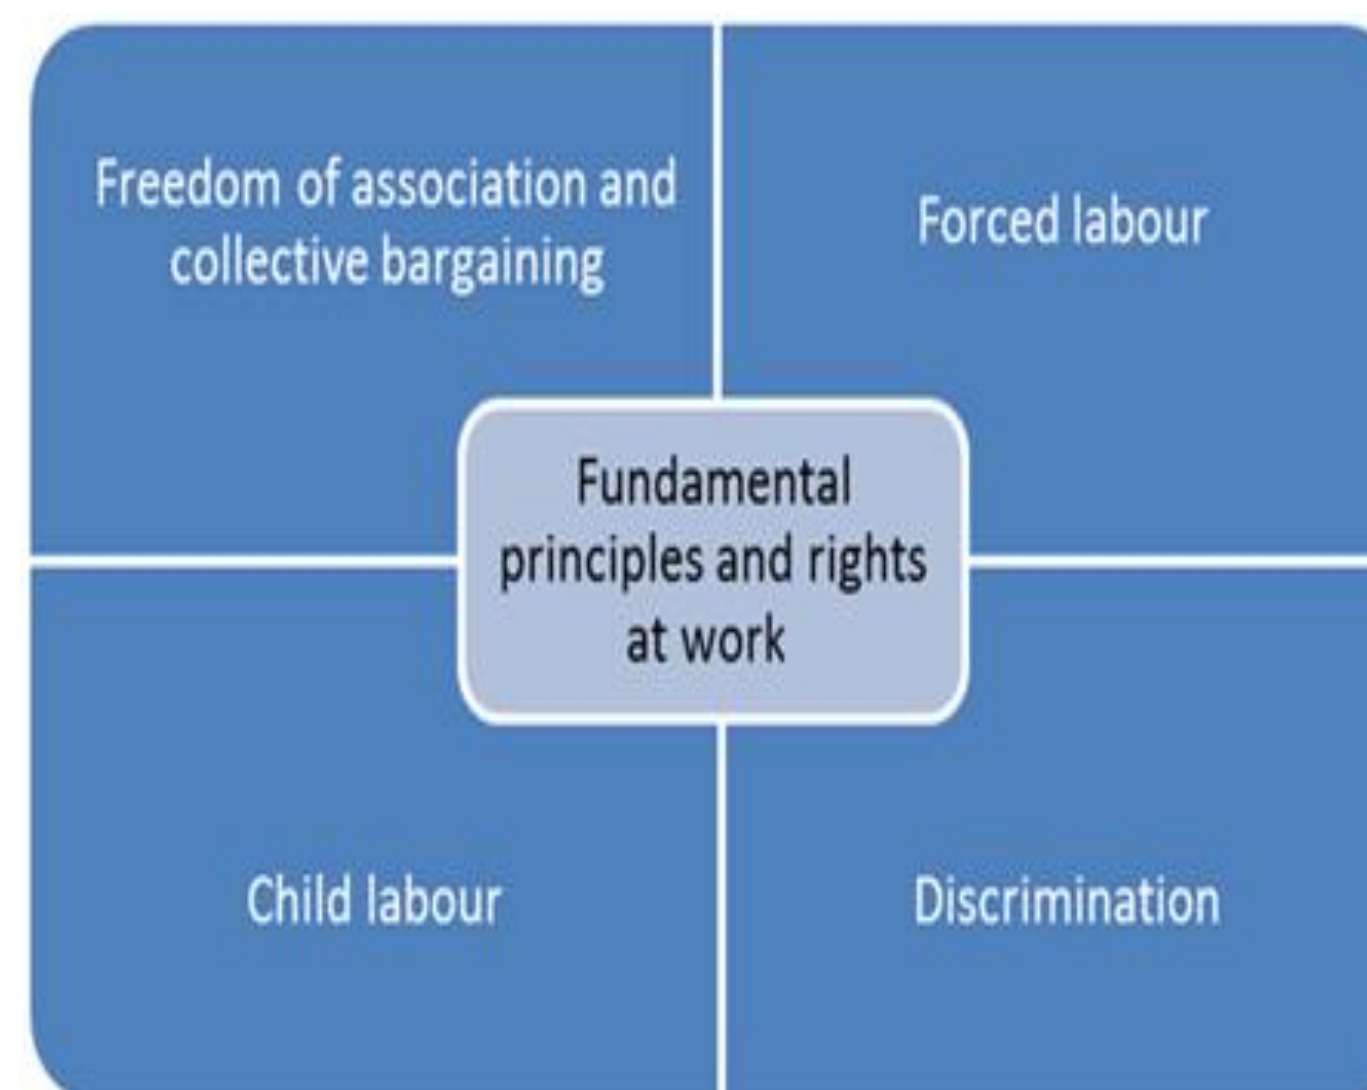 Freedom of association and
collective bargaining
Forced labour
Fundamental
principles and rights
at work
Child labour
Discrimination